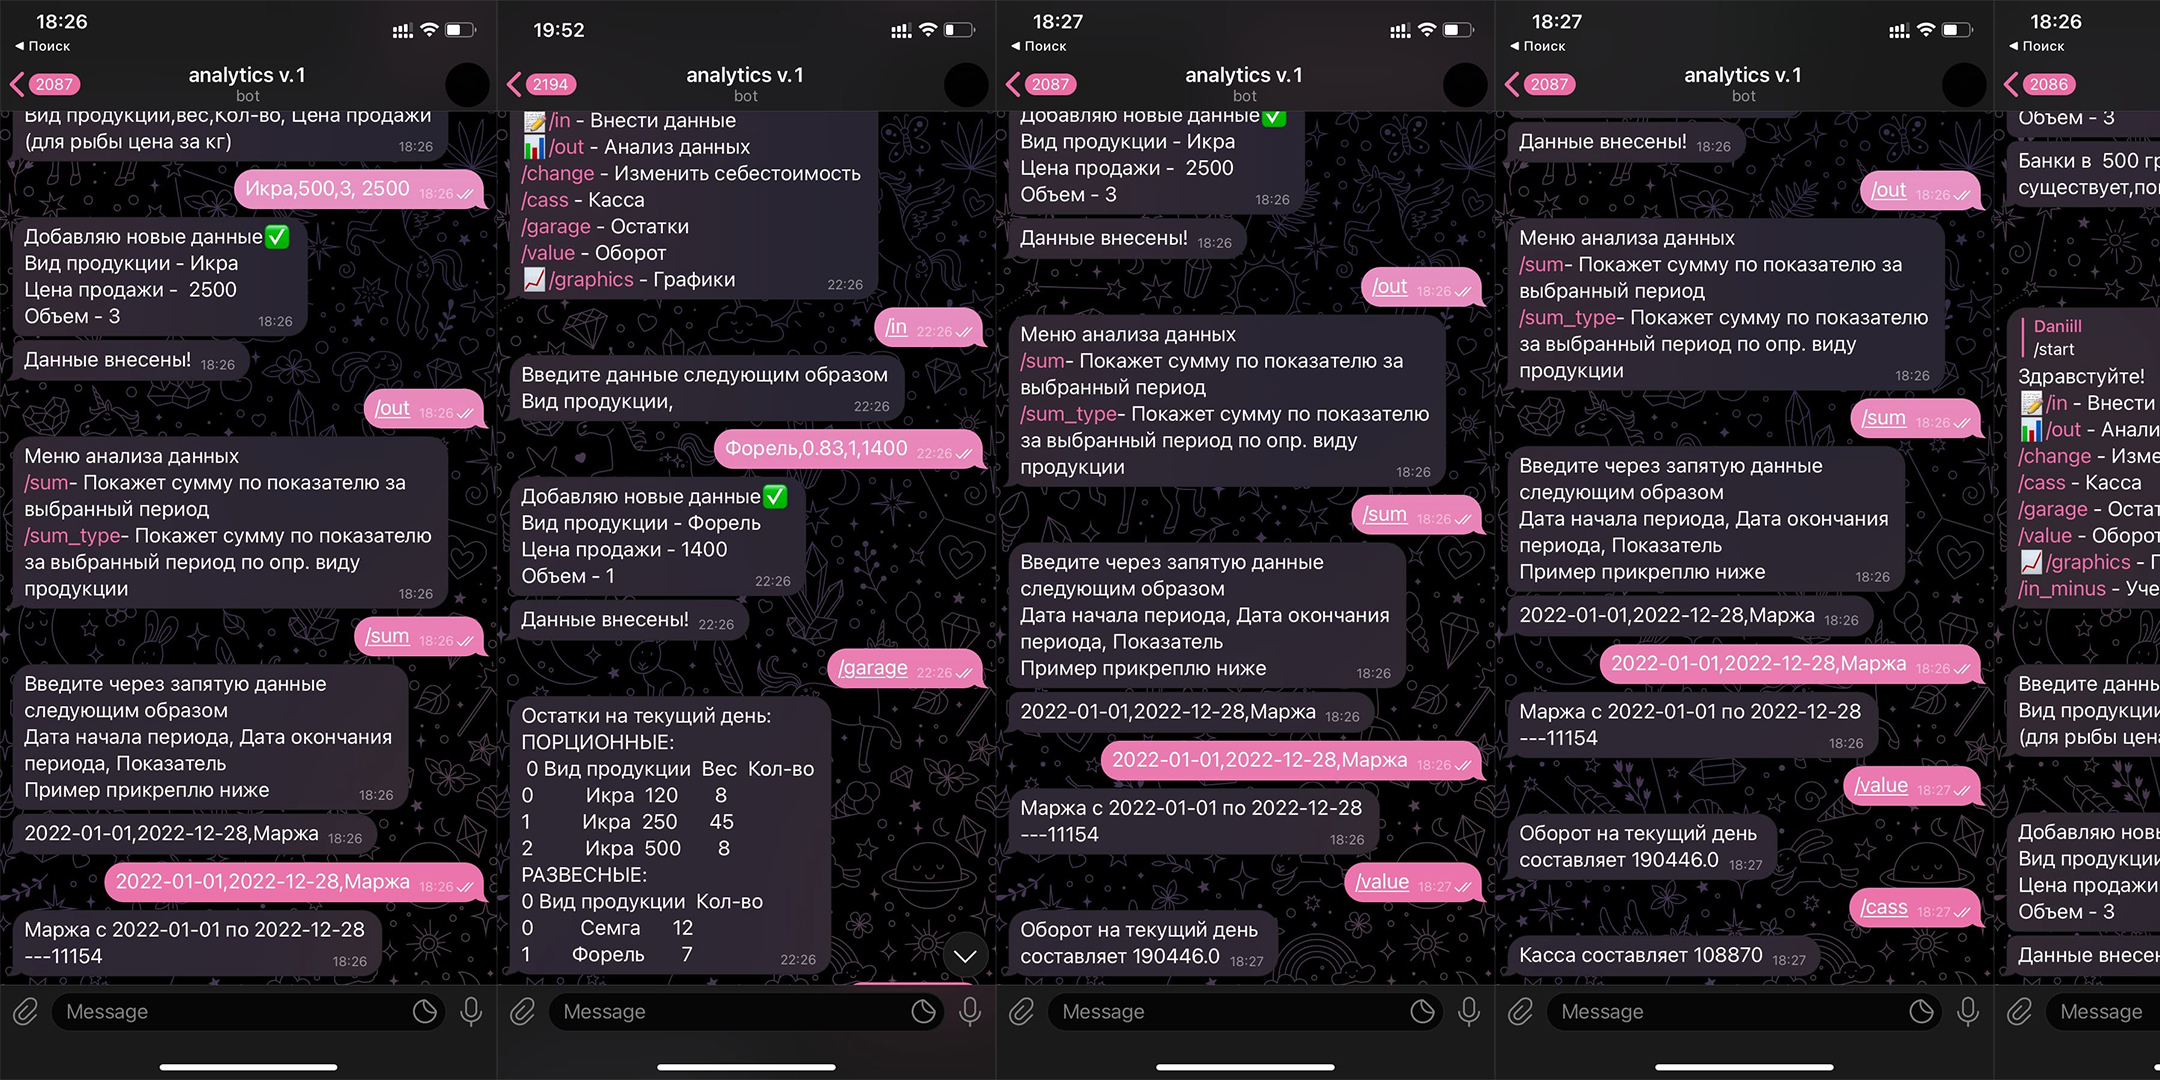 18:26
Поиск
2087
analytics v.1
bot
Вид продукции,вес,Кол-во, Цена продажи
(для рыбы цена за кг)
18:26
Икра,500,3, 2500 18:26
Добавляю новые данные✅
Вид продукции - Икра
Цена продажи - 2500
Объем - 3
18:26
Данные внесены! 18:26
/out 18:26
Меню анализа данных
/sum- Покажет сумму по показателю за
выбранный период
/sum_type- Покажет сумму по показателю
за выбранный период по опр. виду
продукции
18:26
/sum 18:26
Введите через запятую данные
следующим образом
Дата начала периода, Дата окончания
периода, Показатель
Пример прикреплю ниже
18:26
2022-01-01,2022-12-28,Маржа 18:26
2022-01-01,2022-12-28,Маржа 18:26
Маржа с 2022-01-01 по 2022-12-28
---11154
18:26
Message
19:52
2194
analytics v.1
bot
📝/in - Внести данные
📊/out - Анализ данных
/change - Изменить себестоимость
/cass - Касса
/garage - Остатки
/value - Оборот
📈/graphics - Графики
22:26
/in 22:26
Введите данные следующим образом
Вид продукции,
22:26
Форель,0.83,1,1400 22:26
Добавляю новые данные✅
Вид продукции - Форель
Цена продажи - 1400
Объем - 1
22:26
Данные внесены! 22:26
/garage 22:26
Остатки на текущий день:
ПОРЦИОННЫЕ:
0 Вид продукции Вес Кол-во
0 Икра 120 8
1 Икра 250 45
2 Икра 500 8
РАЗВЕСНЫЕ:
0 Вид продукции Кол-во
0 Семга 12
1 Форель 7
22:26
Message
18:27
Поиск
2087
analytics v.1
bot
Добавляю новые данные✅
Вид продукции - Икра
Цена продажи - 2500
Объем - 3
18:26
Данные внесены! 18:26
/out 18:26
Меню анализа данных
/sum- Покажет сумму по показателю за
выбранный период
/sum_type- Покажет сумму по показателю
за выбранный период по опр. виду
продукции
18:26
/sum 18:26
Введите через запятую данные
следующим образом
Дата начала периода, Дата окончания
периода, Показатель
Пример прикреплю ниже
18:26
2022-01-01,2022-12-28,Маржа 18:26
2022-01-01,2022-12-28,Маржа 18:26
Маржа с 2022-01-01 по 2022-12-28
---11154
18:26
/value 18:27
Оборот на текущий день
составляет 190446.0 18:27
Message
18:27
Поиск
2087
analytics v.1
bot
Данные внесены! 18:26
/out 18:26
Меню анализа данных
/sum- Покажет сумму по показателю за
выбранный период
/sum_type- Покажет сумму по показателю
за выбранный период по опр. виду
продукции
18:26
/sum 18:26
Введите через запятую данные
следующим образом
Дата начала периода, Дата окончания
периода, Показатель
Пример прикреплю ниже
18:26
2022-01-01,2022-12-28,Маржа 18:26
2022-01-01,2022-12-28,Маржа 18:26
Маржа с 2022-01-01 по 2022-12-28
---11154
18:26
/value 18:27
Оборот на текущий день
составляет 190446.0 18:27
/cass 18:27
Касса составляет 108870 18:27
Message
18:26
Поиск
2086
Объем - 3
Банки в 500 гр
существует,по
Daniill
/start
Здравстуйте!
📝/in - Внести
📊/out - Анали
/change - Изме
/cass - Касса
/garage - Остат
/value - Оборот
📈/graphics - Г
/in_minus - Уче
Введите данны
Вид продукции
(для рыбы цен
Добавляю новы
Вид продукции
Цена продажи
Объем - 3
Данные внесен
Message